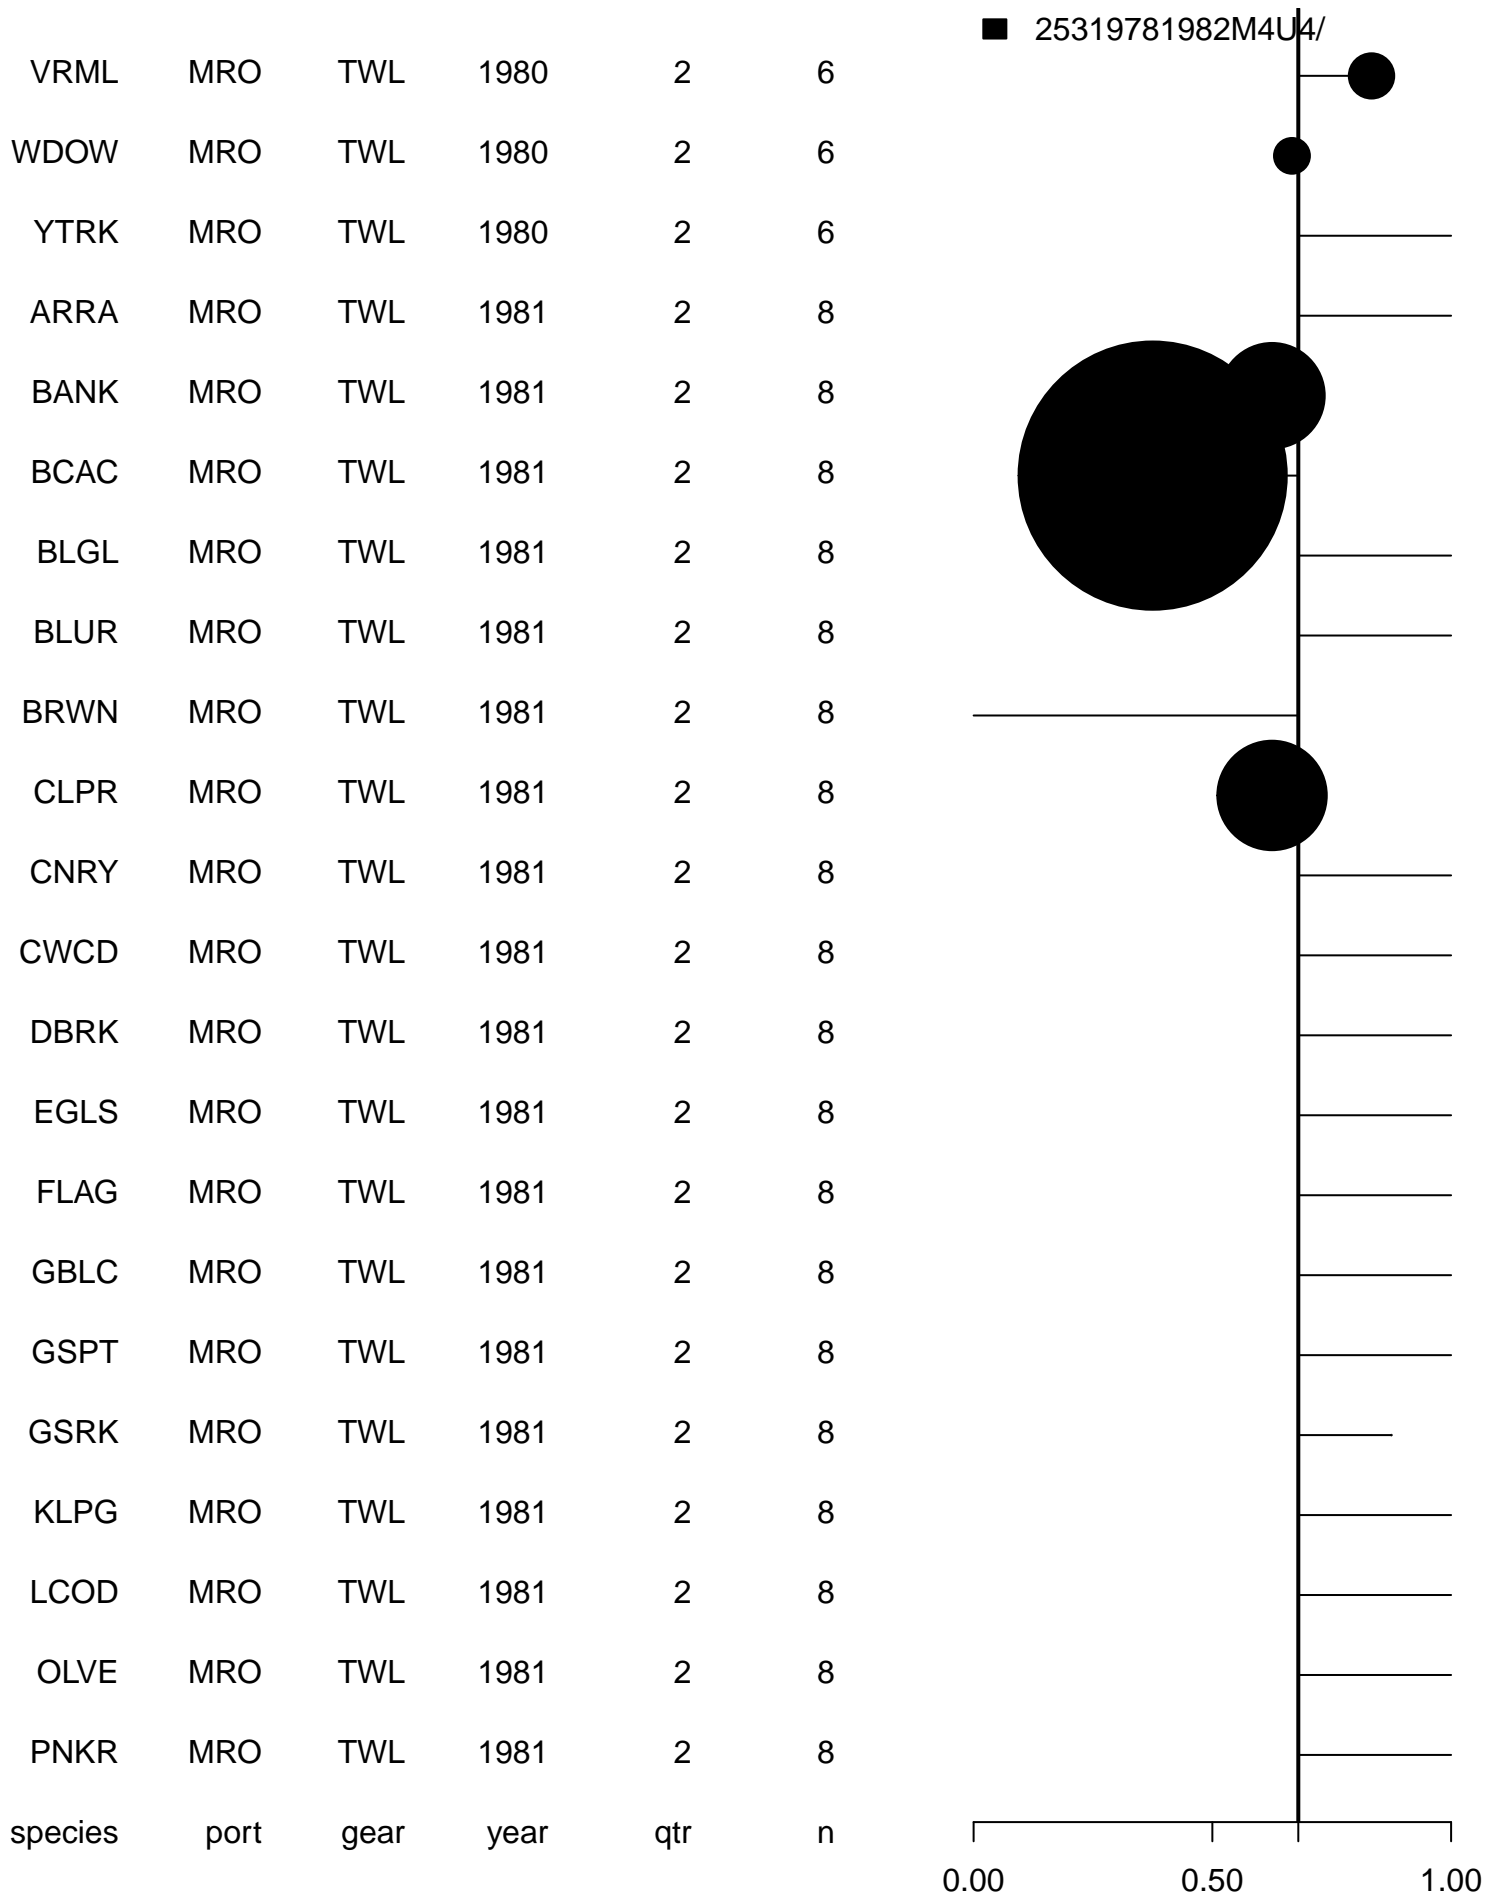 25319781982M4U4/
VRML MRO TWL 1980 2 6
WDOW MRO TWL 1980 2 6
YTRK MRO TWL 1980 2 6
ARRA MRO TWL 1981 2 8
BANK MRO TWL 1981 2 8
BCAC MRO TWL 1981 2 8
BLGL MRO TWL 1981 2 8
BLUR MRO TWL 1981 2 8
BRWN MRO TWL 1981 2 8
CLPR MRO TWL 1981 2 8
CNRY MRO TWL 1981 2 8
CWCD MRO TWL 1981 2 8
DBRK MRO TWL 1981 2 8
EGLS MRO TWL 1981 2 8
FLAG MRO TWL 1981 2 8
GBLC MRO TWL 1981 2 8
GSPT MRO TWL 1981 2 8
GSRK MRO TWL 1981 2 8
KLPG MRO TWL 1981 2 8
LCOD MRO TWL 1981 2 8
OLVE MRO TWL 1981 2 8
PNKR MRO TWL 1981 2 8
species port gear year qtr n
0.00 0.50 1.00